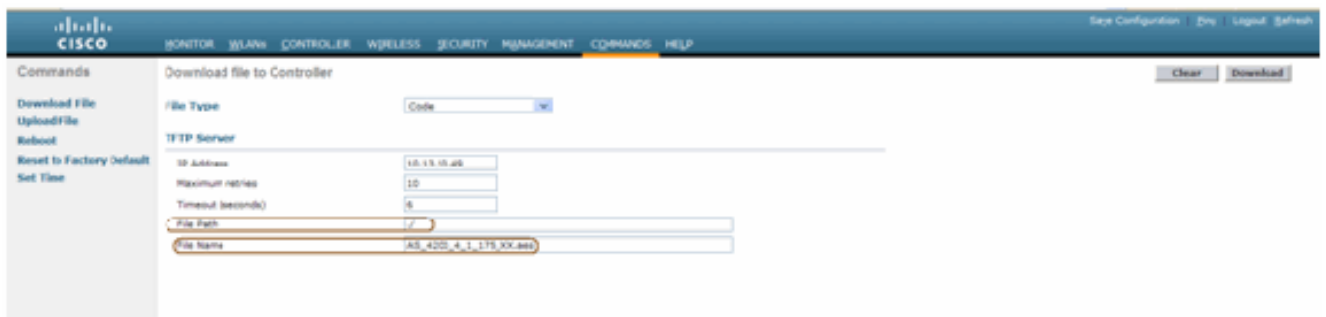 Save Configuration | Ping | Logout | Refresh
CISCO
MONITOR WLANs CONTROLLER WIRELESS SECURITY MANAGEMENT COMMANDS HELP
Commands
Download file to Controller
Clear
Download
Download File
Upload File
Reboot
Reset to Factory Default
Set Time
File Type
Code
TFTP Server
IP Address
Maximum retries
10
Timeout (seconds)
6
File Path
./
File Name